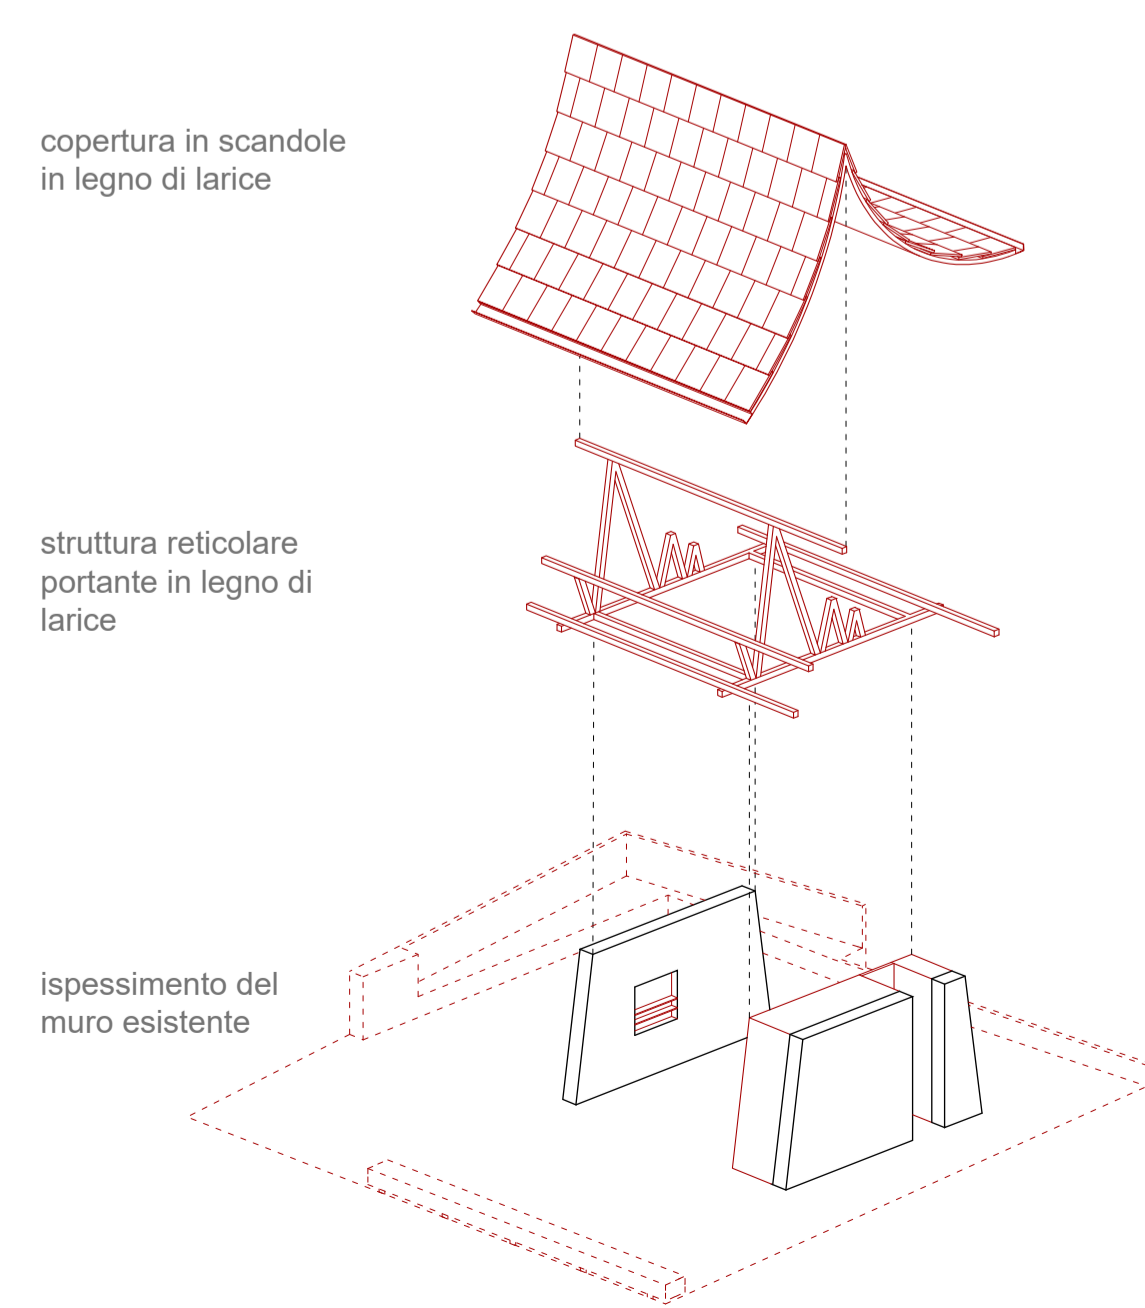 copertura in scandole
in legno di larice
struttura reticolare
portante in legno di
larice
ispessimento del
muro esistente